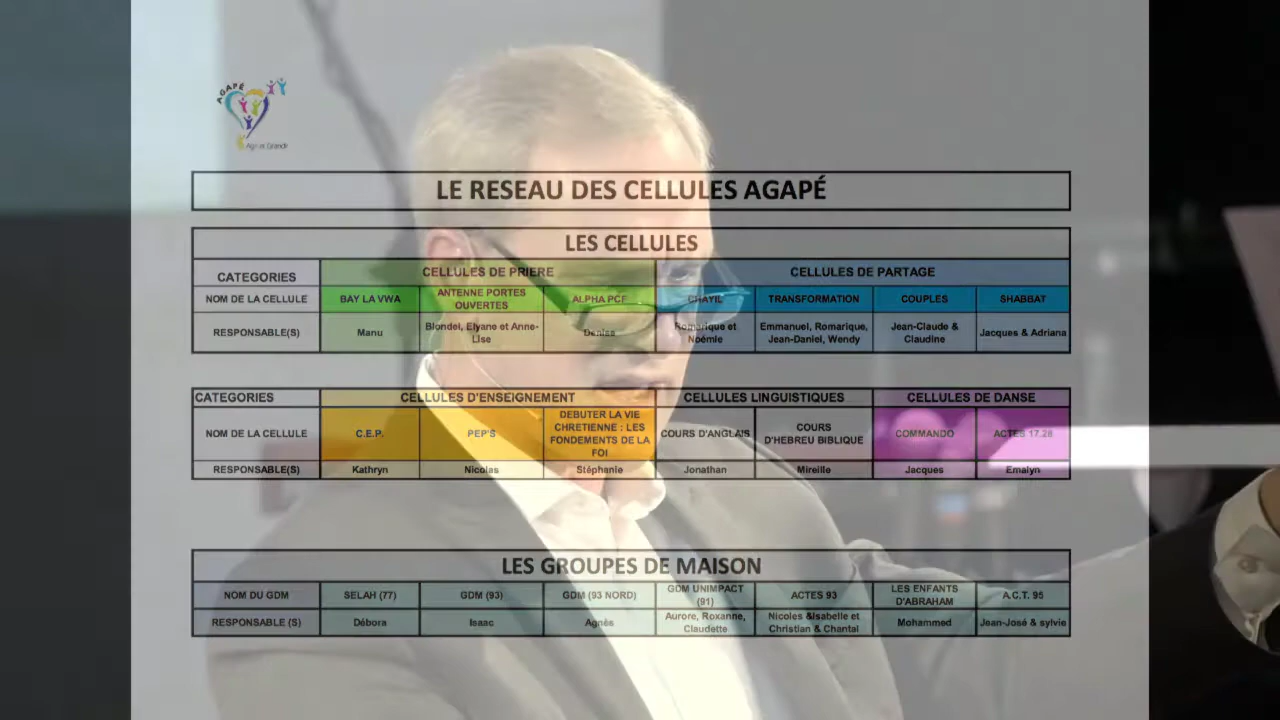 AGAPÉ
Agir et Grandir
LE RESEAU DES CELLULES AGAPÉ
LES CELLULES
CATEGORIES CELLULES DE PRIERE CELLULES DE PARTAGE
NOM DE LA CELLULE BAY LA VWA ANTENNE PORTES OUVERTES ALPHA PCF CHAYIL TRANSFORMATION COUPLES SHABBAT
RESPONSABLE(S) Manu Blondel, Elyane et Anne-Lise Denise Romarique et Noémie Emmanuel, Romarique, Jean-Daniel, Wendy Jean-Claude & Claudine Jacques & Adriana
CATEGORIES CELLULES D'ENSEIGNEMENT CELLULES LINGUISTIQUES CELLULES DE DANSE
NOM DE LA CELLULE C.E.P. PEP'S DEBUTER LA VIE CHRETIENNE : LES FONDEMENTS DE LA FOI COURS D'ANGLAIS COURS D'HEBREU BIBLIQUE COMMANDO ACTES 17.28
RESPONSABLE(S) Kathryn Nicolas Stéphanie Jonathan Mireille Jacques Emalyn
LES GROUPES DE MAISON
NOM DU GDM SELAH (77) GDM (93) GDM (93 NORD) GDM UNIMPACT (91) ACTES 93 LES ENFANTS D'ABRAHAM A.C.T. 95
RESPONSABLE (S) Débora Isaac Agnès Aurore, Roxanne, Claudette Nicoles &Isabelle et Christian & Chantal Mohammed Jean-José & sylvie